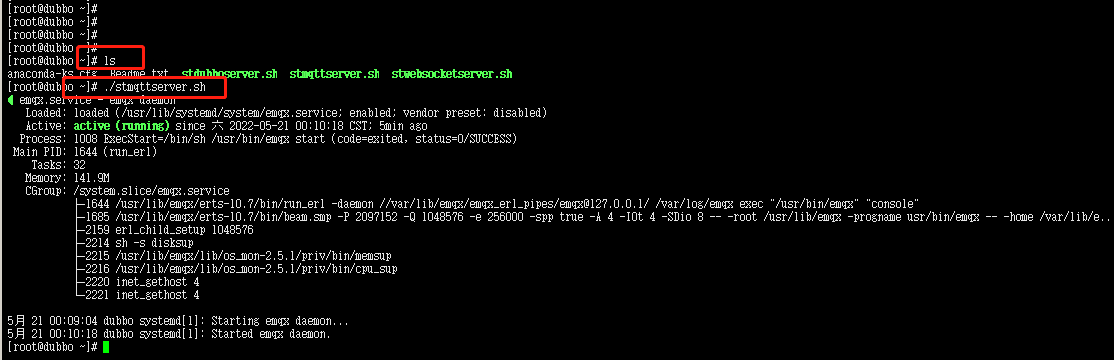 [root@dubbo ~]#
[root@dubbo ~]#
[root@dubbo ~]#
[root@dubbo ~]#
[root@dubbo ~]# ls
anaconda-ks.cfg  Readme.txt  stdubboserver.sh  stmqttserver.sh  stwebsocketserver.sh
[root@dubbo ~]# ./stmqttserver.sh
emqx.service - emqx daemon
Loaded: loaded (/usr/lib/systemd/system/emqx.service; enabled; vendor preset: disabled)
Active: active (running) since 六 2022-05-21 00:10:18 CST; 5min ago
Process: 1008 ExecStart=/bin/sh /usr/bin/emqx start (code=exited, status=0/SUCCESS)
Main PID: 1644 (run_erl)
Tasks: 32
Memory: 141.9M
CGroup: /system.slice/emqx.service
├─1644 /usr/lib/emqx/erts-10.7/bin/run_erl -daemon //var/lib/emqx/emqx_erl_pipes/emqx@127.0.0.1/ /var/log/emqx exec "/usr/bin/emqx" "console"
├─1685 /usr/lib/emqx/erts-10.7/bin/beam.smp -P 2097152 -Q 1048576 -e 256000 -spp true -A 4 -IOt 4 -SDio 8 -- -root /usr/lib/emqx -progname usr/bin/emqx -- -home /var/lib/e...
├─2159 erl_child_setup 1048576
├─2214 sh -s disksup
├─2215 /usr/lib/emqx/lib/os_mon-2.5.1/priv/bin/memsup
├─2216 /usr/lib/emqx/lib/os_mon-2.5.1/priv/bin/cpu_sup
├─2220 inet_gethost 4
└─2221 inet_gethost 4
5月 21 00:09:04 dubbo systemd[1]: Starting emqx daemon...
5月 21 00:10:18 dubbo systemd[1]: Started emqx daemon.
[root@dubbo ~]#